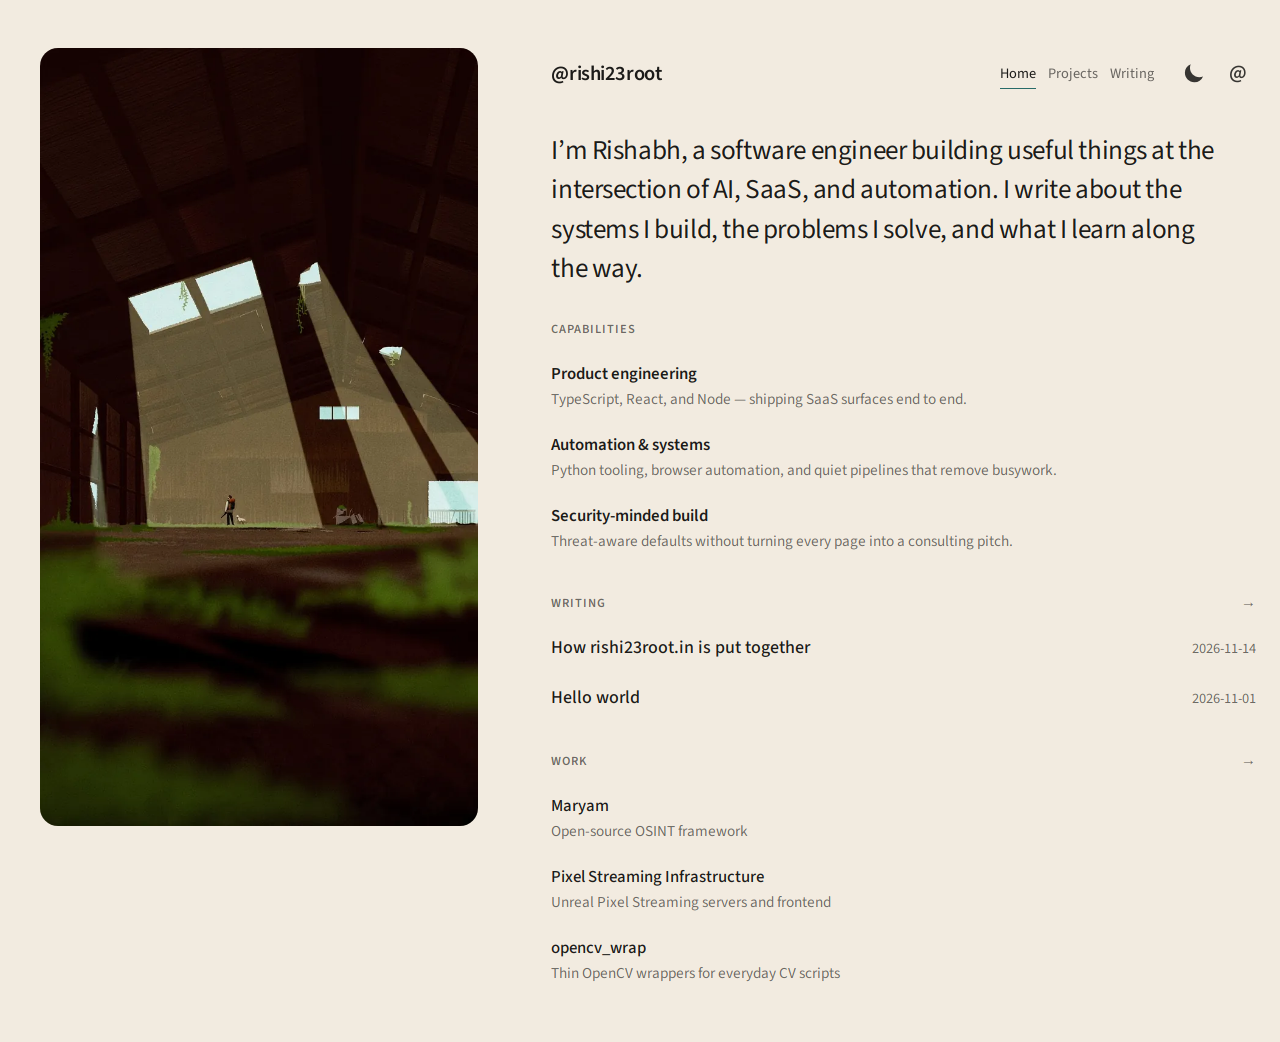 @rishi23root
Home Projects Writing @
I’m Rishabh, a software engineer building useful things at the
intersection of AI, SaaS, and automation. I write about the
systems I build, the problems I solve, and what I learn along
the way.
CAPABILITIES
Product engineering
TypeScript, React, and Node — shipping SaaS surfaces end to end.
Automation & systems
Python tooling, browser automation, and quiet pipelines that remove busywork.
Security-minded build
Threat-aware defaults without turning every page into a consulting pitch.
WRITING →
How rishi23root.in is put together 2026-11-14
Hello world 2026-11-01
WORK →
Maryam
Open-source OSINT framework
Pixel Streaming Infrastructure
Unreal Pixel Streaming servers and frontend
opencv_wrap
Thin OpenCV wrappers for everyday CV scripts